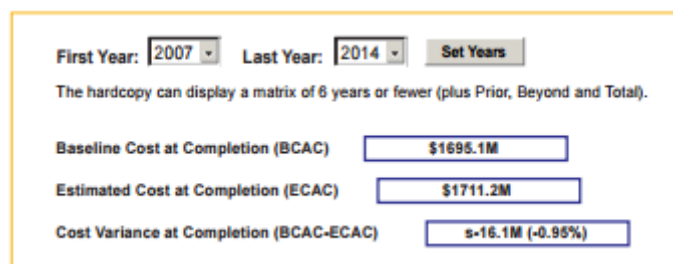 First Year: 2007 Last Year: 2014 Set Years
The hardcopy can display a matrix of 6 years or fewer (plus Prior, Beyond and Total).
Baseline Cost at Completion (BCAC) $1695.1M
Estimated Cost at Completion (ECAC) $1711.2M
Cost Variance at Completion (BCAC-ECAC) s-16.1M (-0.95%)